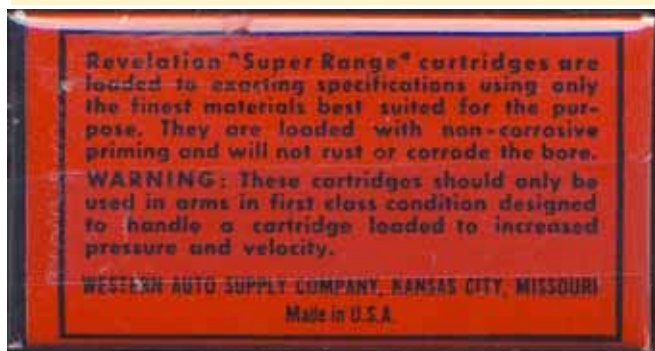 Revelation "Super Range" cartridges are
loaded to exacting specifications using only
the finest materials best suited for the pur-
pose. They are loaded with non-corrosive
priming and will not rust or corrode the bore.
WARNING: These cartridges should only be
used in arms in first class condition designed
to handle a cartridge loaded to increased
pressure and velocity.
WESTERN AUTO SUPPLY COMPANY, KANSAS CITY, MISSOURI
Made in U.S.A.